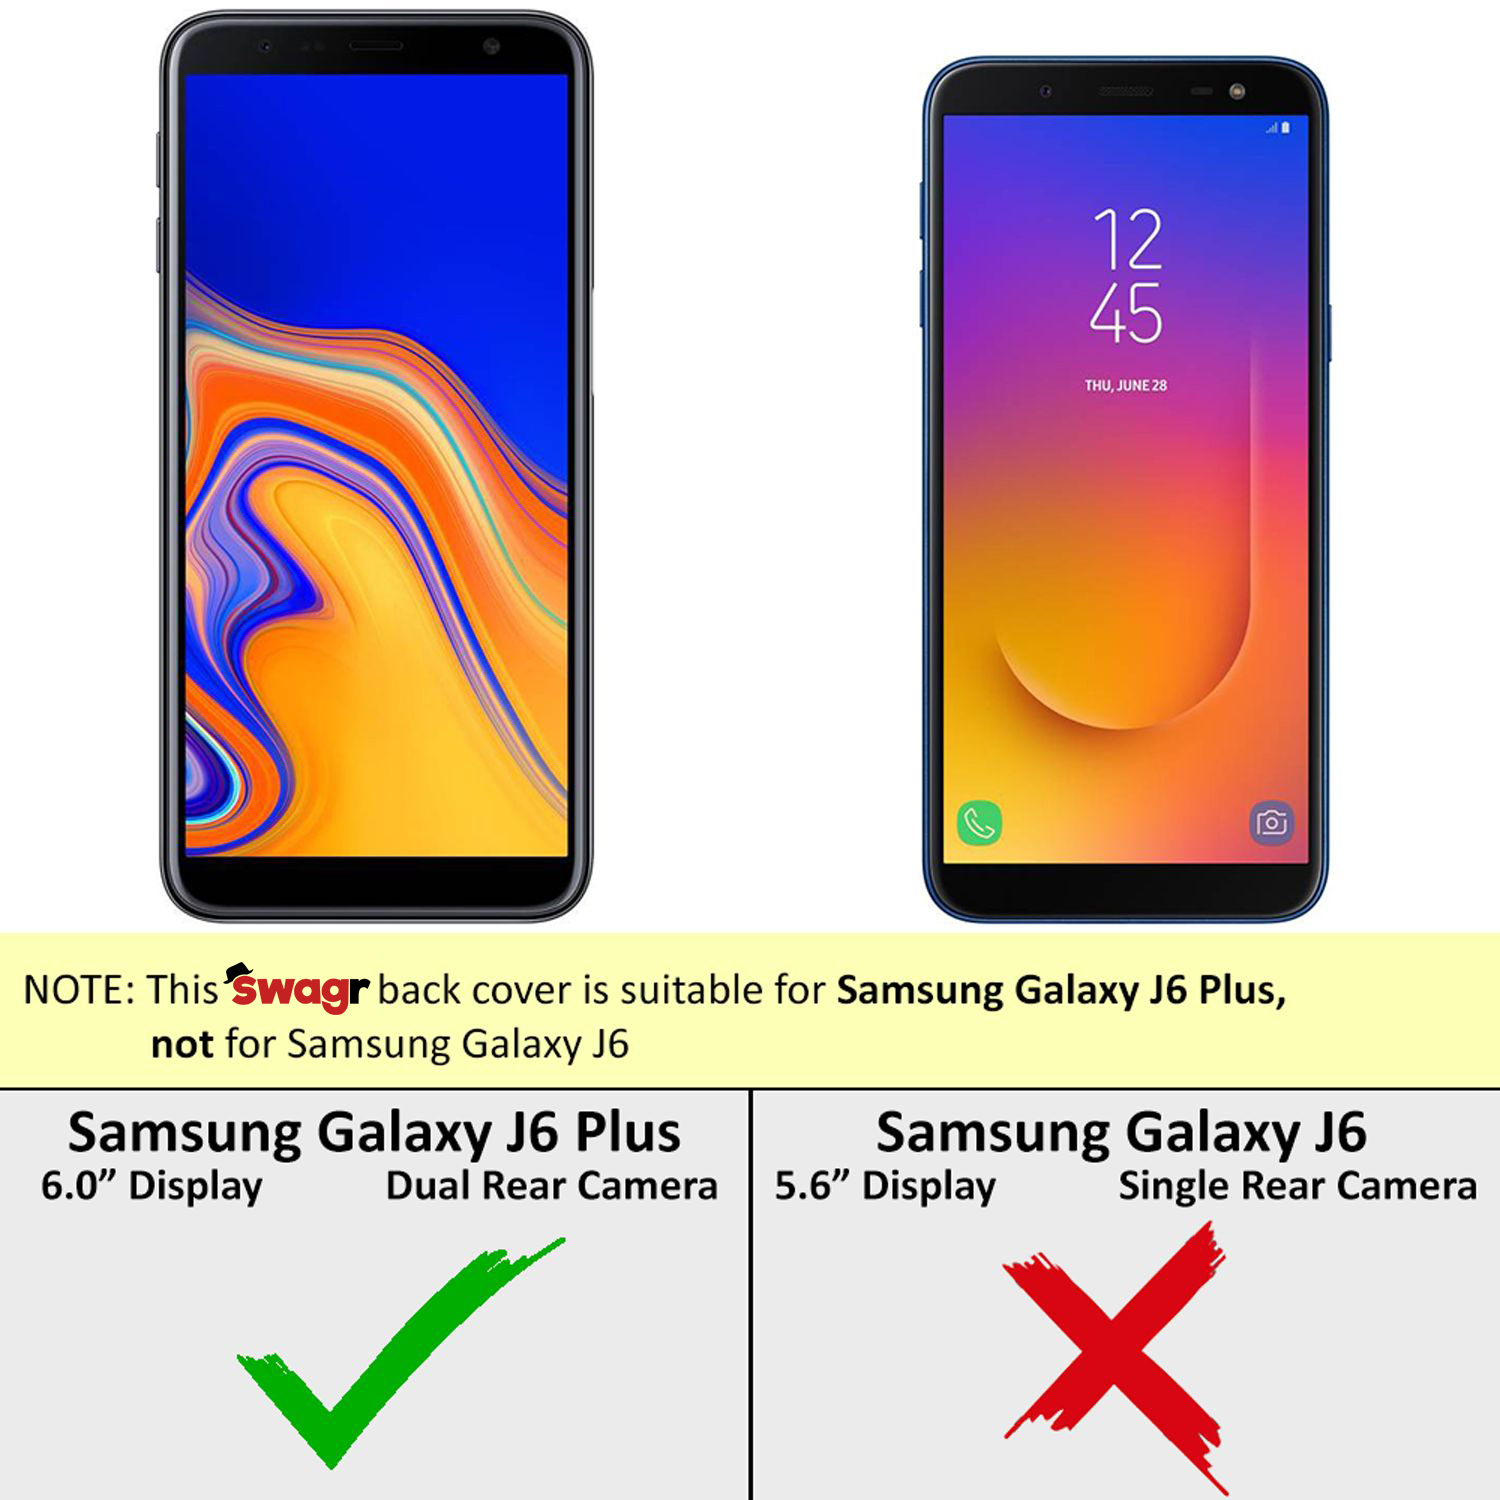 12
45
THU, JUNE 28
NOTE: This swagr back cover is suitable for Samsung Galaxy J6 Plus,
not for Samsung Galaxy J6
Samsung Galaxy J6 Plus
6.0” Display Dual Rear Camera
Samsung Galaxy J6
5.6” Display Single Rear Camera